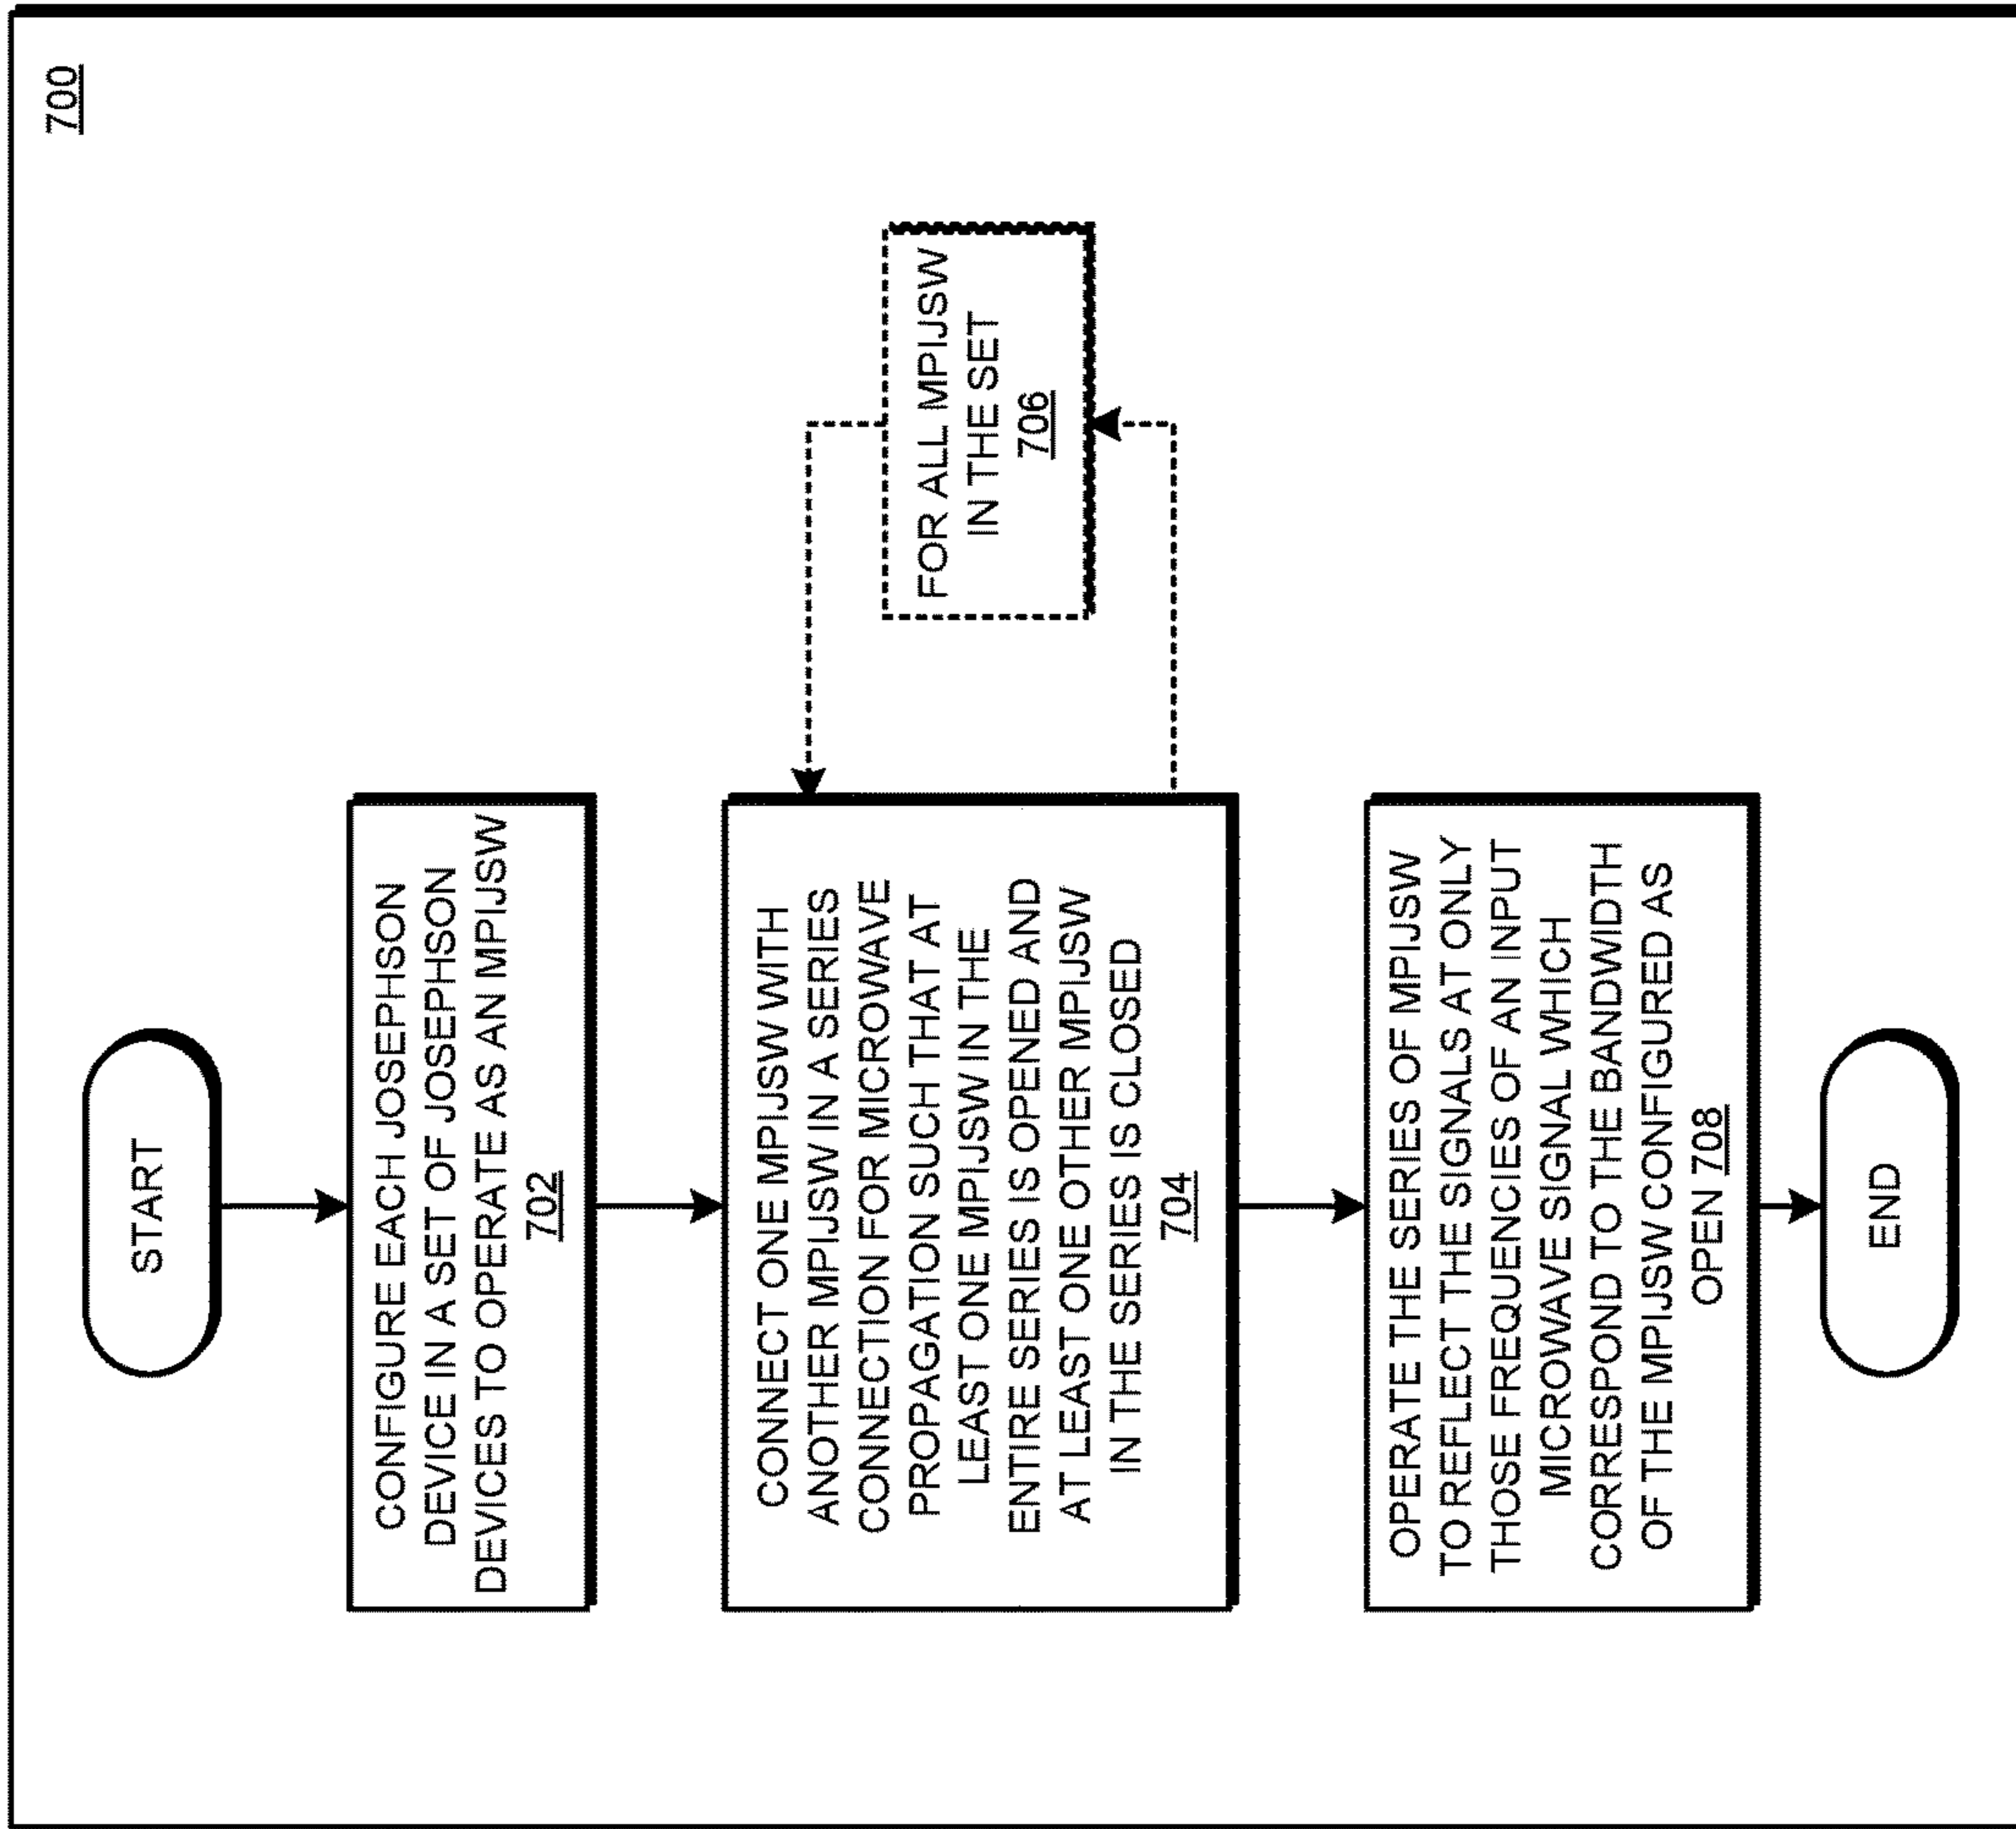 700
START
CONFIGURE EACH JOSEPHSON
DEVICE IN A SET OF JOSEPHSON
DEVICES TO OPERATE AS AN MPIJSW
702
CONNECT ONE MPIJSW WITH
ANOTHER MPIJSW IN A SERIES
CONNECTION FOR MICROWAVE
PROPAGATION SUCH THAT AT
LEAST ONE MPIJSW IN THE
ENTIRE SERIES IS OPENED AND
AT LEAST ONE OTHER MPIJSW
IN THE SERIES IS CLOSED
704
FOR ALL MPIJSW
IN THE SET
706
OPERATE THE SERIES OF MPIJSW
TO REFLECT THE SIGNALS AT ONLY
THOSE FREQUENCIES OF AN INPUT
MICROWAVE SIGNAL WHICH
CORRESPOND TO THE BANDWIDTH
OF THE MPIJSW CONFIGURED AS
OPEN 708
END